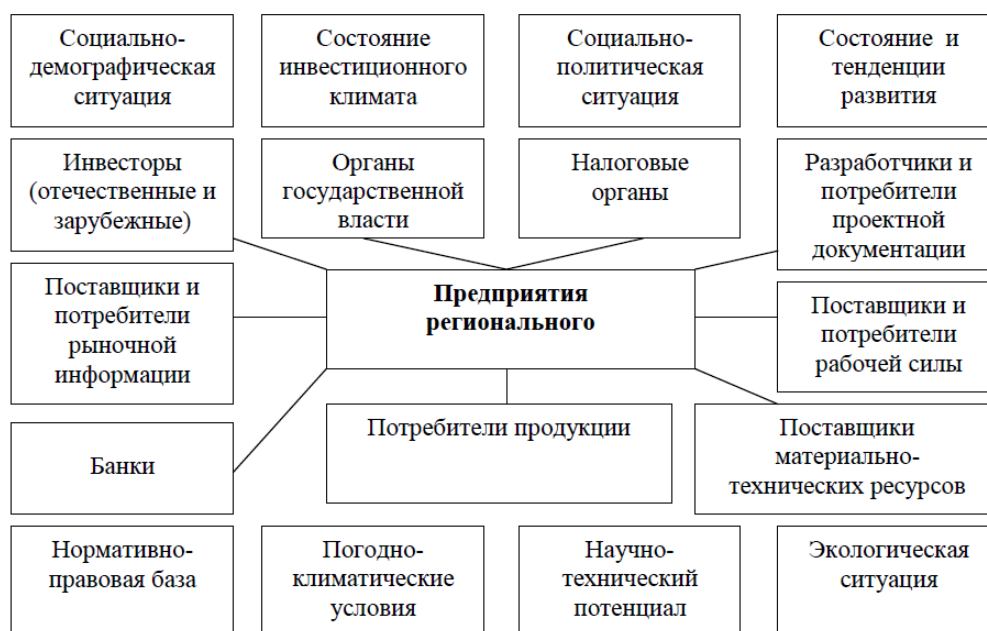 Социально-
демографическая
ситуация
Состояние
инвестиционного
климата
Социально-
политическая
ситуация
Состояние и
тенденции
развития
Инвесторы
(отечественные и
зарубежные)
Органы
государственной
власти
Налоговые
органы
Разработчики и
потребители
проектной
документации
Поставщики и
потребители
рыночной
информации
Предприятия
регионального
Поставщики и
потребители
рабочей силы
Банки
Потребители продукции
Поставщики
материально-
технических ресурсов
Нормативно-
правовая база
Погодно-
климатические
условия
Научно-
технический
потенциал
Экологическая
ситуация